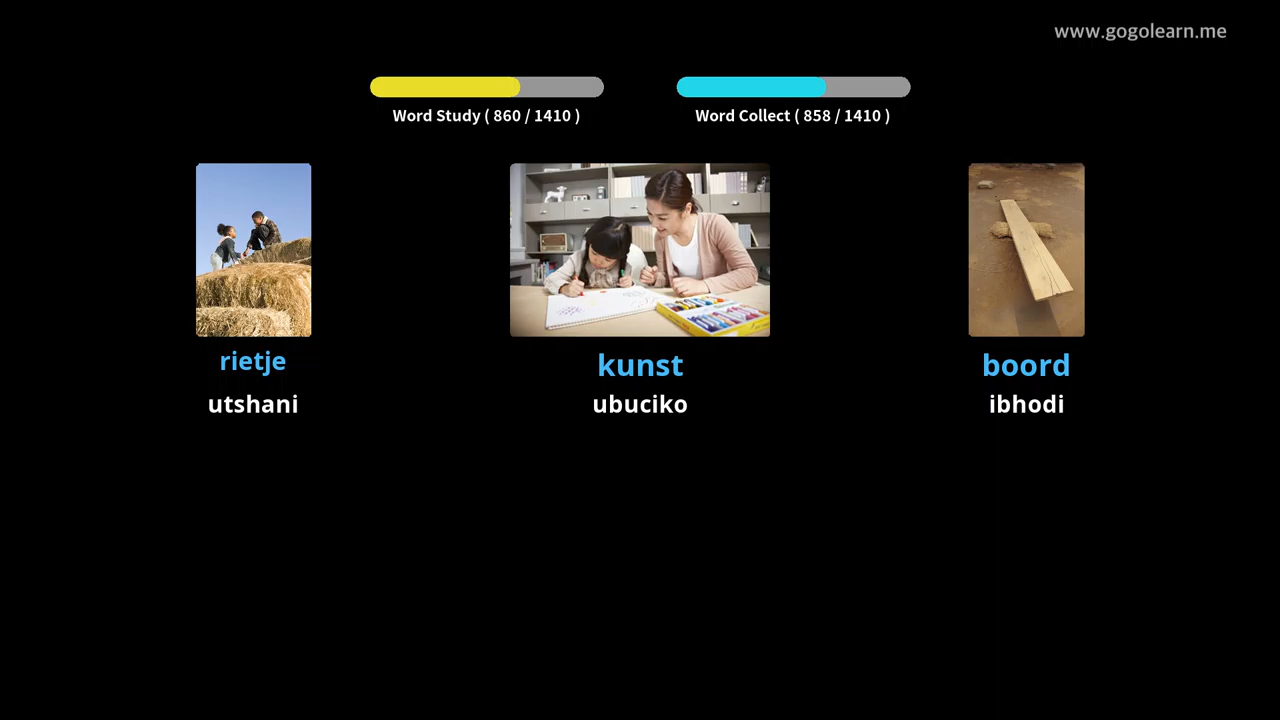 www.gogolearn.me
Word Study ( 860 / 1410 )
Word Collect ( 858 / 1410 )
rietje
kunst
boord
utshani
ubuciko
ibhodi